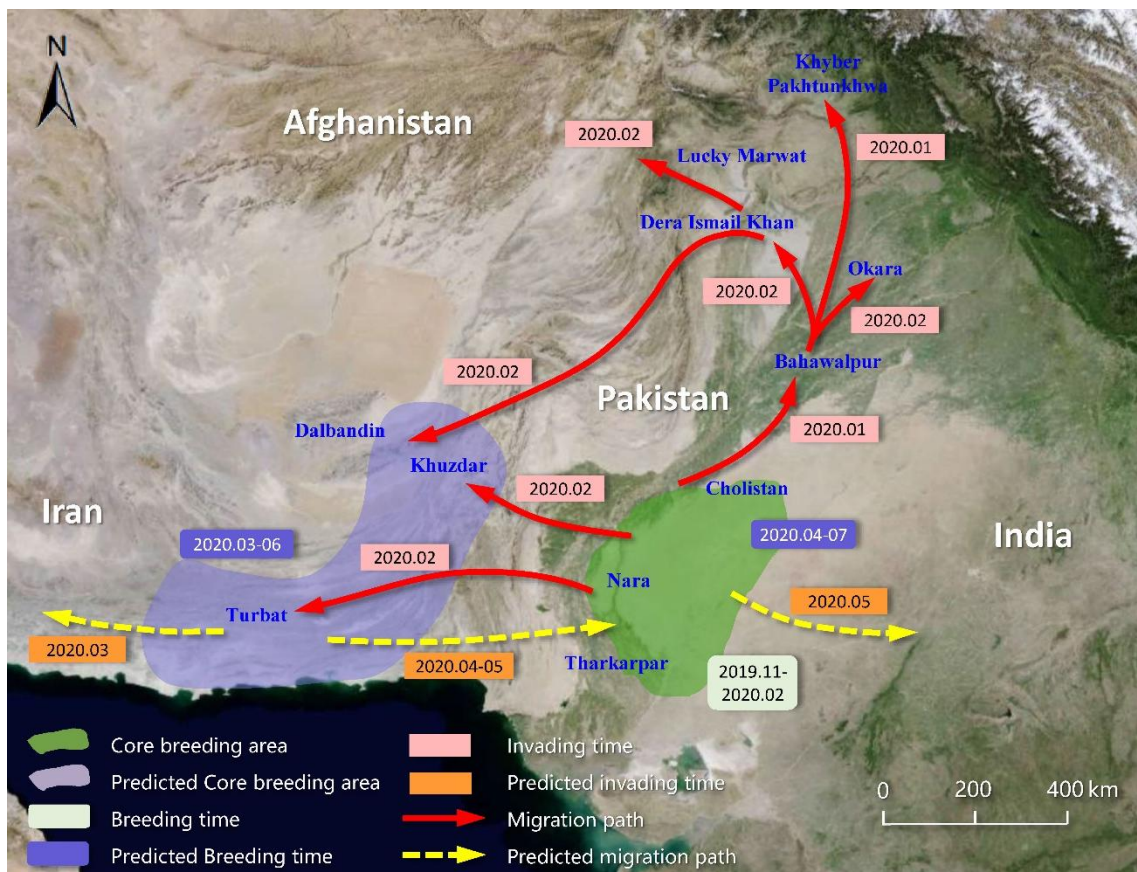 N
Khyber
Pakhtunkhwa
Afghanistan
2020.02
Lucky Marwat
2020.01
Dera Ismail Khan
Okara
2020.02
2020.02
Bahawalpur
2020.02
Pakistan
Dalbandin
2020.01
Khuzdar
2020.02
Cholistan
Iran
India
2020.03-06
2020.04-07
2020.02
Nara
2020.05
Turbat
2020.03
2020.04-05
Tharkarpar
2019.11-
2020.02
Core breeding area
Predicted Core breeding area
Breeding time
Predicted Breeding time
Invading time
Predicted invading time
Migration path
Predicted migration path
0 200 400 km